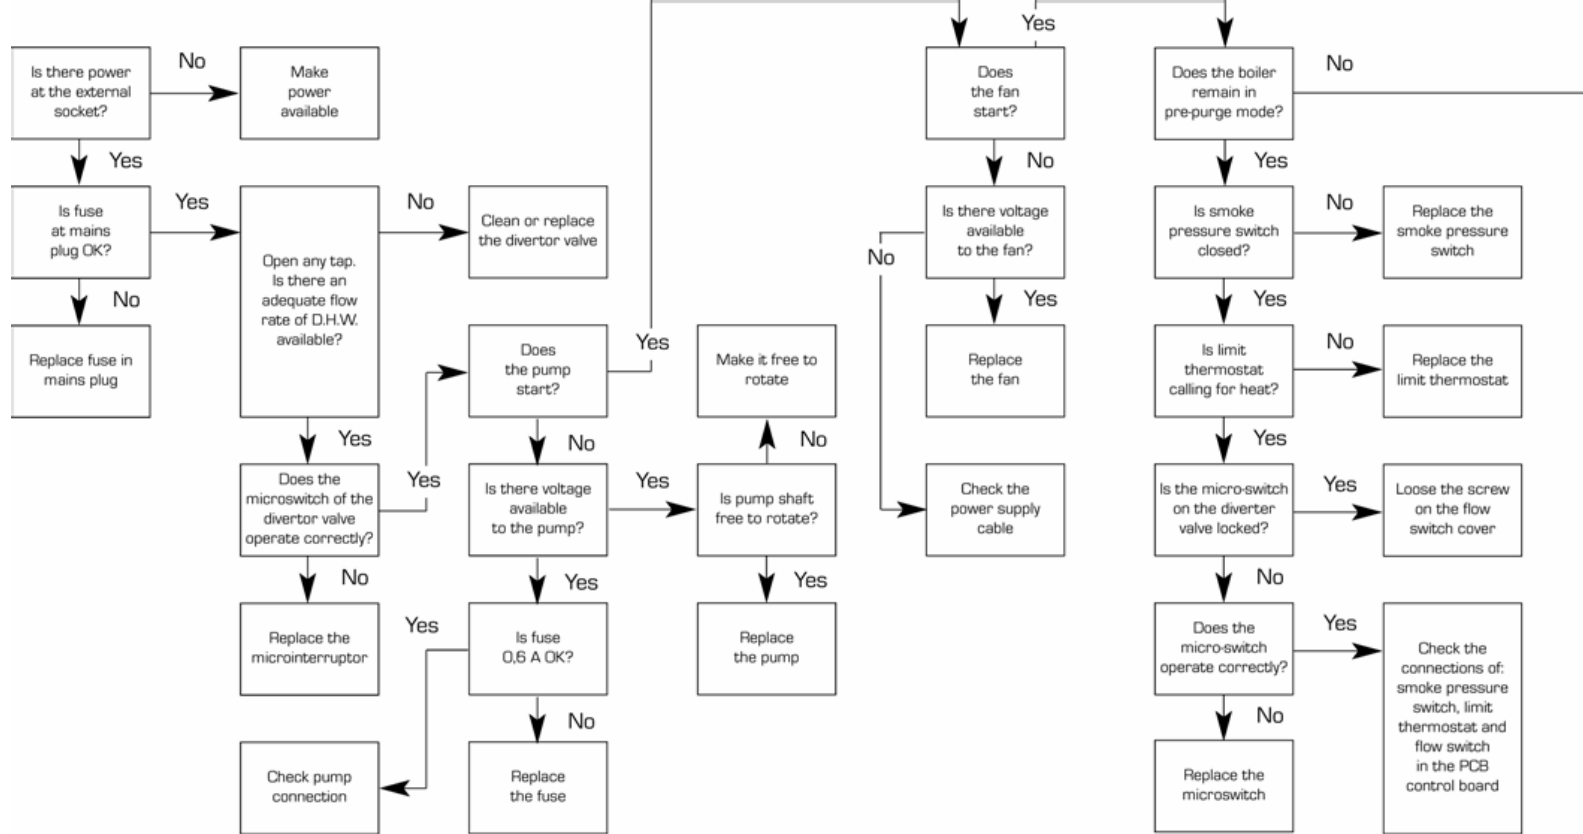 Yes
Is there power
at the external
socket?
No
Make
power
available
Does
the fan
start?
Does the boiler
remain in
pre-purge mode?
No
Yes
No
Yes
Is fuse
at mains
plug OK?
Yes
Open any tap.
Is there an
adequate flow
rate of D.H.W.
available?
No
Clean or replace
the divertor valve
Is there voltage
available
to the fan?
No
Is smoke
pressure switch
closed?
No
Replace the
smoke pressure
switch
No
Yes
Yes
Replace fuse in
mains plug
Does
the pump
start?
Yes
Make it free to
rotate
Replace
the fan
Is limit
thermostat
calling for heat?
No
Replace the
limit thermostat
Yes
No
No
Yes
Does the
microswitch of the
divertor valve
operate correctly?
Yes
Is there voltage
available
to the pump?
Yes
Is pump shaft
free to rotate?
Check the
power supply
cable
Is the micro-switch
on the diverter
valve locked?
Yes
Loose the screw
on the flow
switch cover
No
Yes
Yes
No
Replace the
microinterruptor
Yes
Is fuse
0,6 A OK?
Replace
the pump
Does the
micro-switch
operate correctly?
Yes
Check the
connections of:
smoke pressure
switch, limit
thermostat and
flow switch
in the PCB
control board
No
No
Check pump
connection
Replace
the fuse
Replace the
microswitch